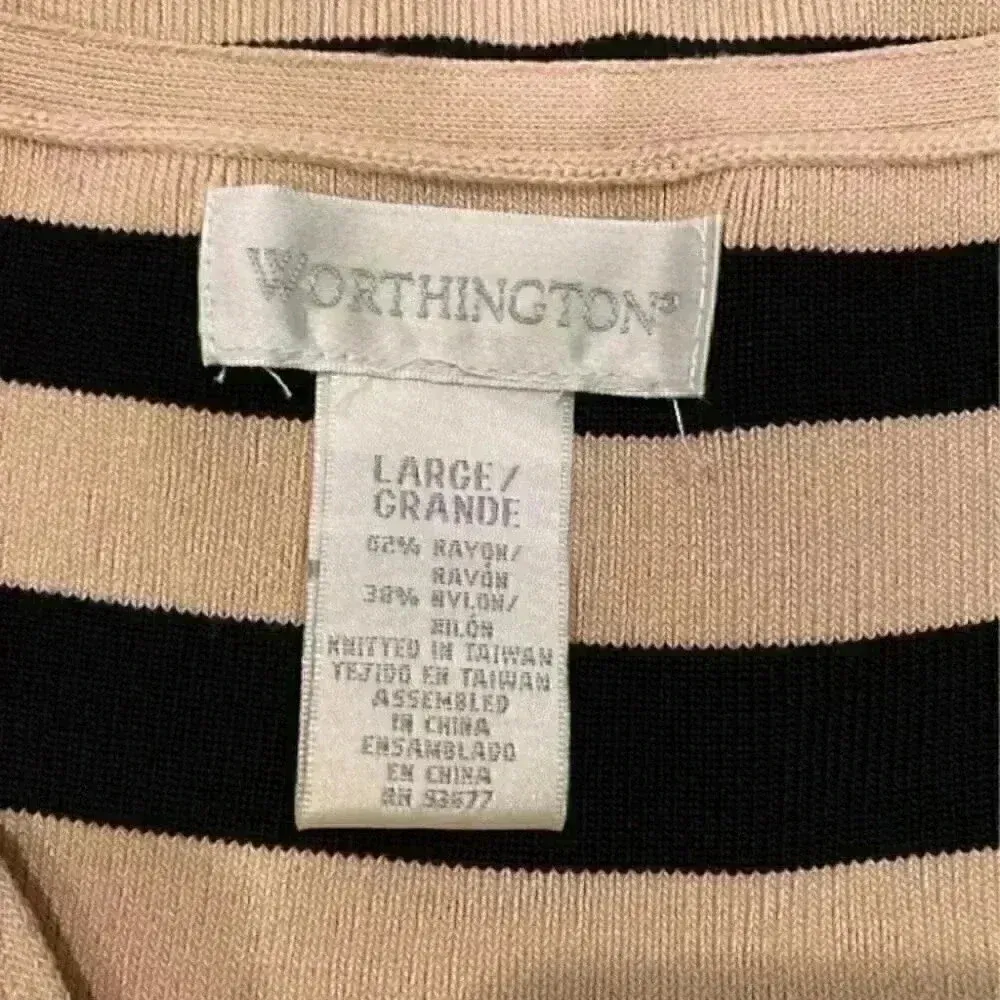 WORTHINGTON®
LARGE/
GRANDE
62% RAYON/
RAYÓN
38% NYLON/
NILÓN
KNITTED IN TAIWAN
TEJIDO EN TAIWAN
ASSEMBLED
IN CHINA
ENSAMBLADO
EN CHINA
RN 93677